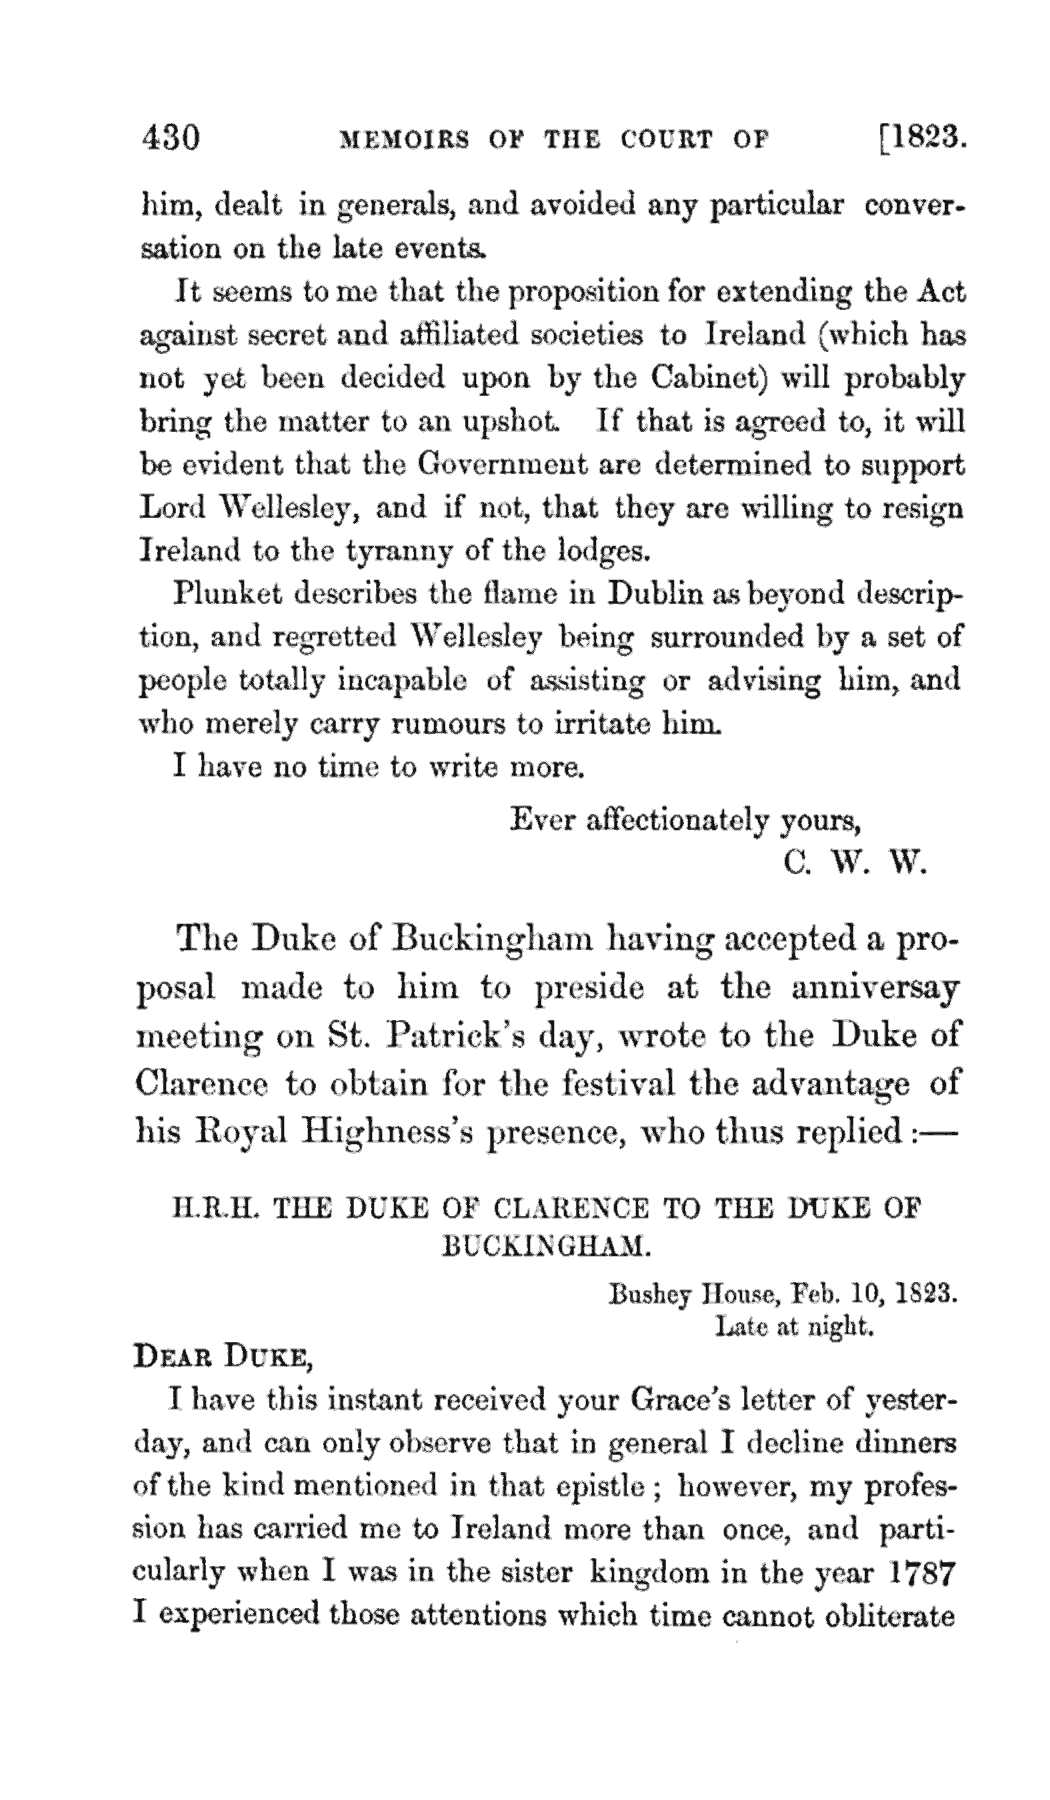 430 MEMOIRS OF THE COURT OF [1823.
him, dealt in generals, and avoided any particular conver-
sation on the late events.
It seems to me that the proposition for extending the Act
against secret and affiliated societies to Ireland (which has
not yet been decided upon by the Cabinet) will probably
bring the matter to an upshot. If that is agreed to, it will
be evident that the Government are determined to support
Lord Wellesley, and if not, that they are willing to resign
Ireland to the tyranny of the lodges.
Plunket describes the flame in Dublin as beyond descrip-
tion, and regretted Wellesley being surrounded by a set of
people totally incapable of assisting or advising him, and
who merely carry rumours to irritate him.
I have no time to write more.
Ever affectionately yours,
C. W. W.
The Duke of Buckingham having accepted a pro-
posal made to him to preside at the anniversay
meeting on St. Patrick's day, wrote to the Duke of
Clarence to obtain for the festival the advantage of
his Royal Highness's presence, who thus replied :—
H.R.H. THE DUKE OF CLARENCE TO THE DUKE OF
BUCKINGHAM.
Bushey House, Feb. 10, 1823.
Late at night.
DEAR DUKE,
I have this instant received your Grace's letter of yester-
day, and can only observe that in general I decline dinners
of the kind mentioned in that epistle ; however, my profes-
sion has carried me to Ireland more than once, and parti-
cularly when I was in the sister kingdom in the year 1787
I experienced those attentions which time cannot obliterate